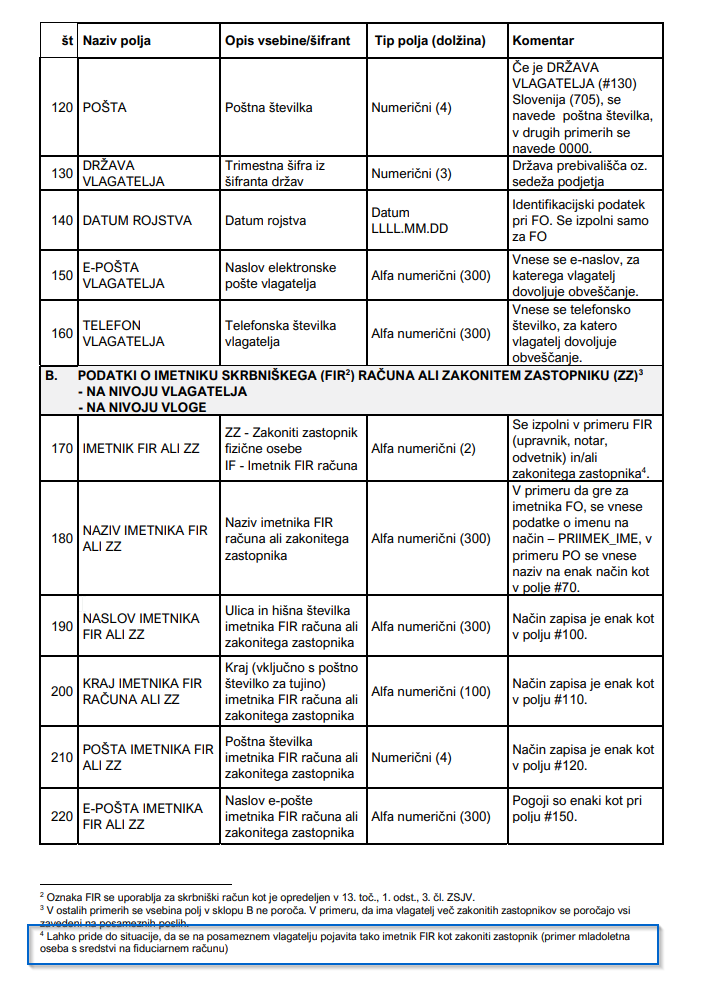 št Naziv polja Opis vsebine/šifrant Tip polja (dolžina) Komentar
120 POŠTA Poštna številka Numerični (4) Če je DRŽAVA
VLAGATELJA (#130)
Slovenija (705), se
navede poštna številka,
v drugih primerih se
navede 0000.
130 DRŽAVA
VLAGATELJA
Trimestna šifra iz
šifranta držav
Numerični (3)
Država prebivališča oz.
sedeža podjetja
140 DATUM ROJSTVA Datum rojstva
Datum
LLLL.MM.DD
Identifikacijski podatek
pri FO. Se izpolni samo
za FO
150 E-POŠTA
VLAGATELJA
Naslov elektronske
pošte vlagatelja
Alfa numerični (300)
Vnese se e-naslov, za
katerega vlagatelj
dovoljuje obveščanje.
160 TELEFON
VLAGATELJA
Telefonska številka
vlagatelja
Alfa numerični (300)
Vnese se telefonsko
številko, za katero
vlagatelj dovoljuje
obveščanje.
B. PODATKI O IMETNIKU SKRBNIŠKEGA (FIR²) RAČUNA ALI ZAKONITEM ZASTOPNIKU (ZZ)³
- NA NIVOJU VLAGATELJA
- NA NIVOJU VLOGE
170 IMETNIK FIR ALI ZZ
ZZ - Zakoniti zastopnik
fizične osebe
IF - Imetnik FIR računa
Alfa numerični (2)
Se izpolni v primeru FIR
(upravnik, notar,
odvetnik) in/ali
zakonitega zastopnika⁴.
180 NAZIV IMETNIKA FIR
ALI ZZ
Naziv imetnika FIR
računa ali zakonitega
zastopnika
Alfa numerični (300)
V primeru da gre za
imetnika FO, se vnese
podatke o imenu na
način – PRIIMEK_IME, v
primeru PO se vnese
naziv na enak način kot
v polje #70.
190 NASLOV IMETNIKA
FIR ALI ZZ
Ulica in hišna številka
imetnika FIR računa ali
zakonitega zastopnika
Alfa numerični (300)
Način zapisa je enak kot
v polju #100.
200 KRAJ IMETNIKA FIR
RAČUNA ALI ZZ
Kraj (vključno s poštno
številko za tujino)
imetnika FIR računa ali
zakonitega zastopnika
Alfa numerični (100)
Način zapisa je enak kot
v polju #110.
210 POŠTA IMETNIKA FIR
ALI ZZ
Poštna številka
imetnika FIR računa ali
zakonitega zastopnika
Numerični (4)
Način zapisa je enak kot
v polju #120.
220 E-POŠTA IMETNIKA
FIR ALI ZZ
Naslov e-pošte
imetnika FIR računa ali
zakonitega zastopnika
Alfa numerični (300)
Pogoji so enaki kot pri
polju #150.
² Oznaka FIR se uporablja za skrbniški račun kot je opredeljen v 13. toč., 1. odst., 3. čl. ZSJV.
³ V ostalih primerih se vsebina polj v sklopu B ne poroča. V primeru, da ima vlagatelj več zakonitih zastopnikov se poročajo vsi
zavedeni na posameznih poslih.
⁴ Lahko pride do situacije, da se na posameznem vlagatelju pojavita tako imetnik FIR kot zakoniti zastopnik (primer mladoletna
oseba s sredstvi na fiduciarnem računu)